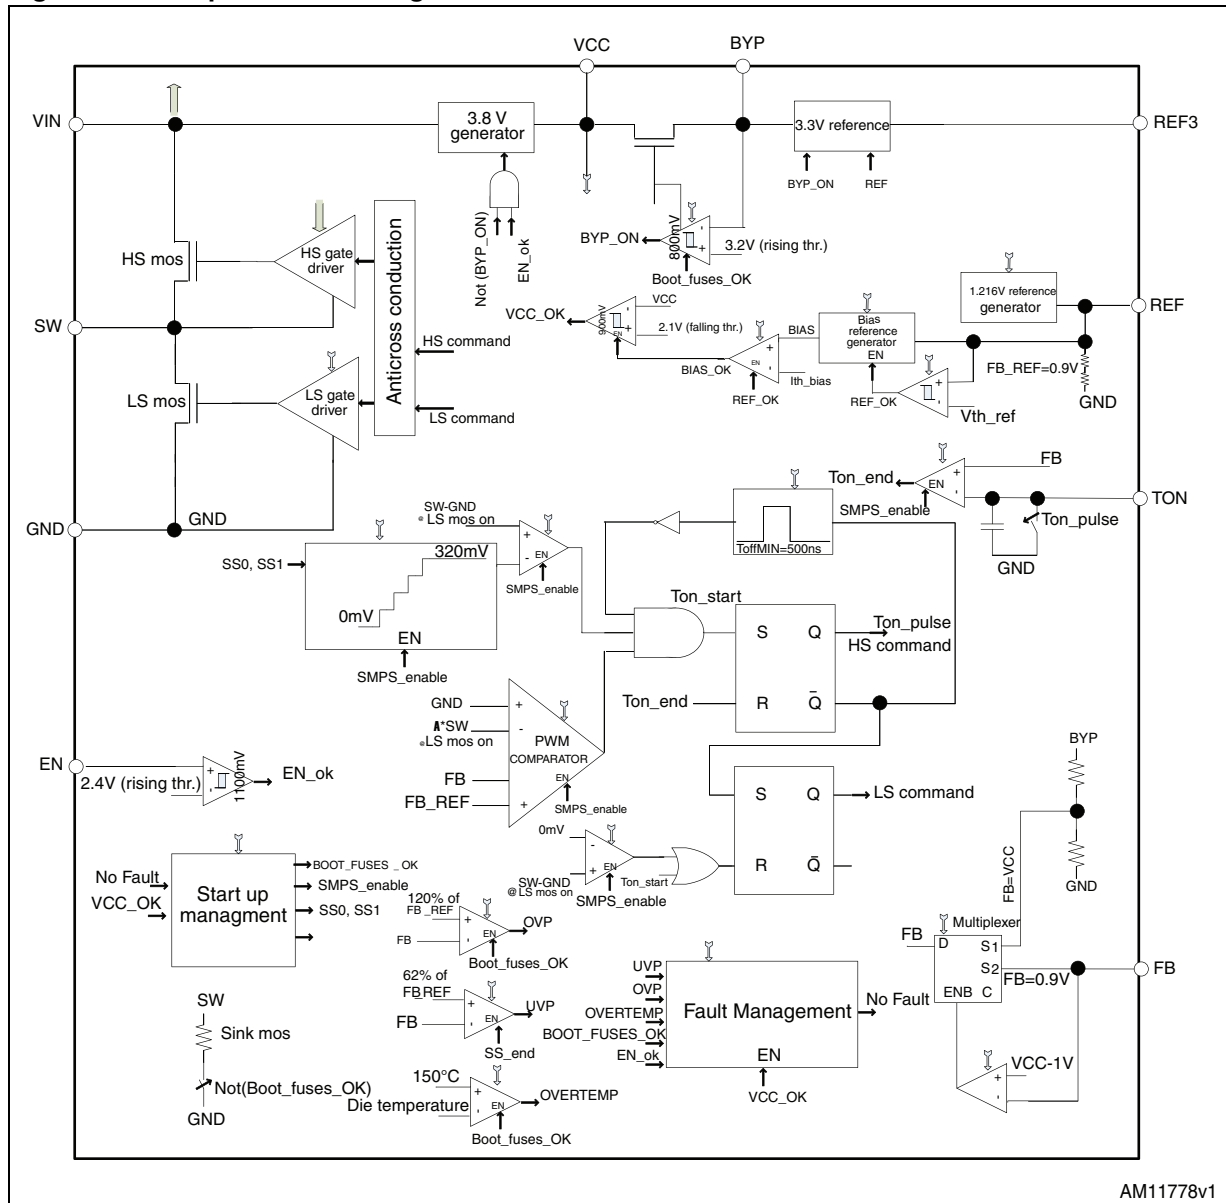 VCC
BYP
VIN
3.8 V
generator
3.3V reference
REF3
BYP_ON
REF
Not (BYP_ON)
EN_ok
Anticross conduction
HS gate
driver
HS mos
BYP_ON
800mV
-
+
3.2V (rising thr.)
Boot_fuses_OK
1.216V reference
generator
REF
SW
VCC_OK
900mV
-
+
EN
VCC
2.1V (falling thr.)
BIAS
Bias
reference
generator
EN
HS command
BIAS_OK
+
-
EN
Ith_bias
REF_OK
REF_OK
+
-
Vth_ref
FB_REF=0.9V
GND
LS mos
LS gate
driver
LS command
Ton_end
EN
+
-
FB
SMPS_enable
TON
Ton_pulse
GND
GND
GND
SW-GND
@ LS mos on
+
-
EN
SMPS_enable
ToffMIN=500ns
SS0, SS1
320mV
0mV
EN
SMPS_enable
Ton_start
S
Q
R
Q̄
Ton_pulse
HS command
Ton_end
GND
A*SW
@LS mos on
FB
FB_REF
+
-
+
PWM
COMPARATOR
EN
SMPS_enable
EN
2.4V (rising thr.)
+
-
1100mV
EN_ok
S
Q
R
Q̄
LS command
BYP
GND
0mV
-
+
EN
SW-GND
@ LS mos on
Ton_start
SMPS_enable
FB=VCC
No Fault
VCC_OK
Start up
managment
BOOT_FUSES _OK
SMPS_enable
SS0, SS1
120% of
FB _REF
FB
+
-
EN
OVP
Boot_fuses_OK
Multiplexer
FB
D
S1
S2
ENB
C
FB=0.9V
FB
62% of
FB_REF
FB
+
-
EN
UVP
SS_end
UVP
OVP
OVERTEMP
BOOT_FUSES_OK
EN_ok
Fault Management
EN
No Fault
VCC_OK
SW
Sink mos
Not(Boot_fuses_OK)
GND
150°C
Die temperature
+
-
EN
OVERTEMP
Boot_fuses_OK
VCC-1V
+
-
AM11778v1